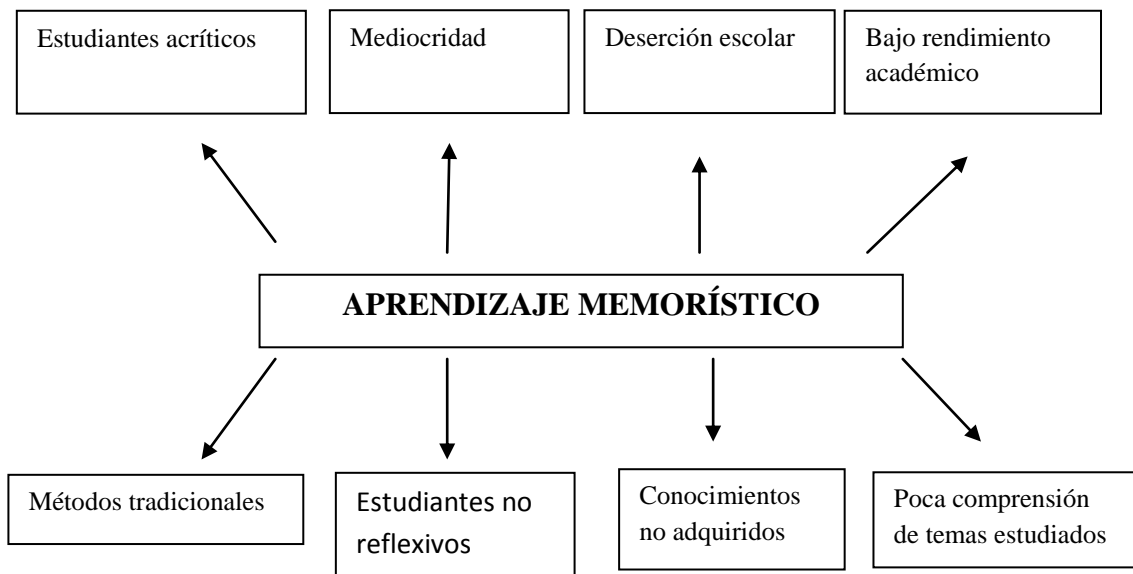 Estudiantes acríticos
Mediocridad
Deserción escolar
Bajo rendimiento
académico
APRENDIZAJE MEMORÍSTICO
Métodos tradicionales
Estudiantes no
reflexivos
Conocimientos
no adquiridos
Poca comprensión
de temas estudiados